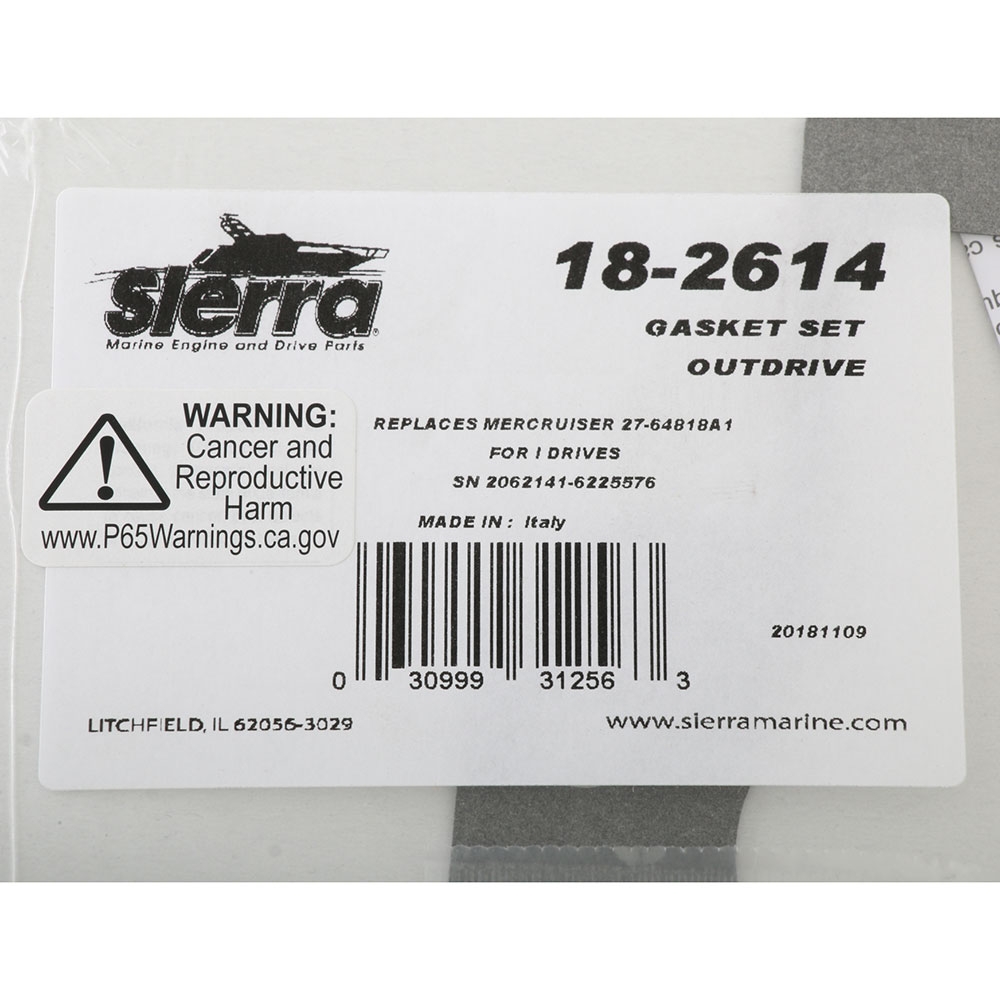 sierra
Marine Engine and Drive Parts
18-2614
GASKET SET
OUTDRIVE
WARNING:
Cancer and
Reproductive
Harm
www.P65Warnings.ca.gov
REPLACES MERCRUISER 27-64818A1
FOR I DRIVES
SN 2062141-6225576
MADE IN : Italy
20181109
0 30999 31256 3
LITCHFIELD, IL 62056-3029
www.sierramarine.com